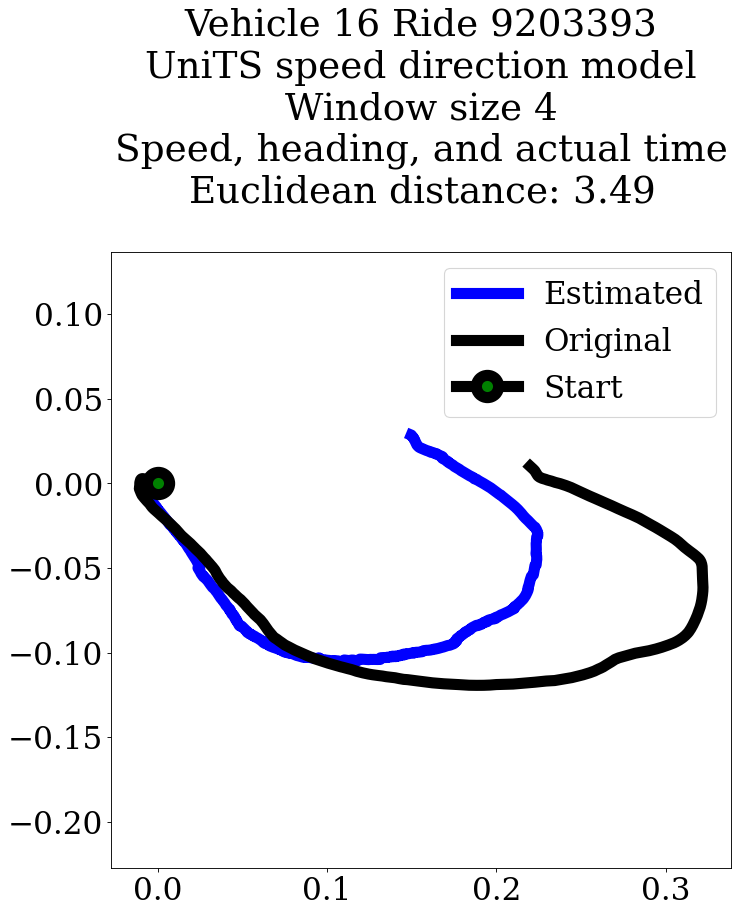 Vehicle 16 Ride 9203393
UniTS speed direction model
Window size 4
Speed, heading, and actual time
Euclidean distance: 3.49
Estimated
Original
Start
0.10
0.05
0.00
−0.05
−0.10
−0.15
−0.20
0.0 0.1 0.2 0.3